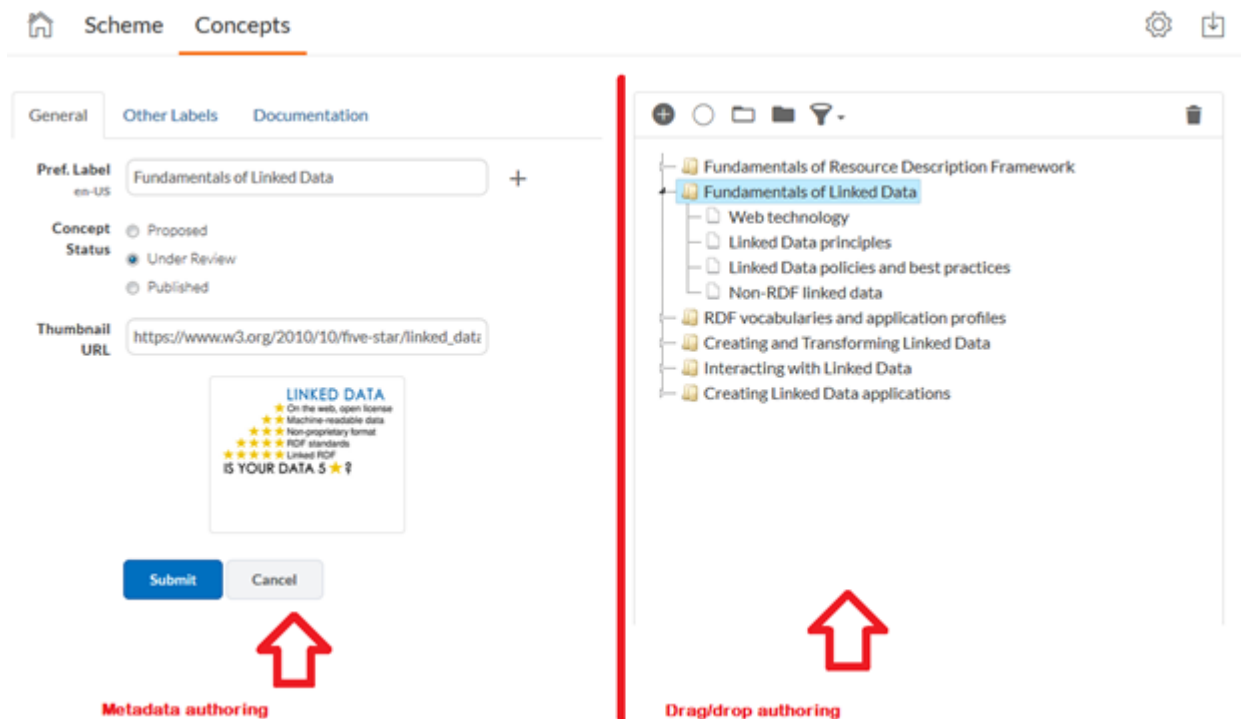 Scheme Concepts
General Other Labels Documentation
Pref. Label
en-US
Fundamentals of Linked Data
Concept
Status
Proposed
Under Review
Published
Thumbnail
URL
https://www.w3.org/2010/10/five-star/linked_data
LINKED DATA
On the web, open license
Machine-readable data
Non-proprietary format
RDF standards
Linked RDF
IS YOUR DATA 5 ★ ?
Submit Cancel
Metadata authoring
Fundamentals of Resource Description Framework
Fundamentals of Linked Data
Web technology
Linked Data principles
Linked Data policies and best practices
Non-RDF linked data
RDF vocabularies and application profiles
Creating and Transforming Linked Data
Interacting with Linked Data
Creating Linked Data applications
Drag/drop authoring